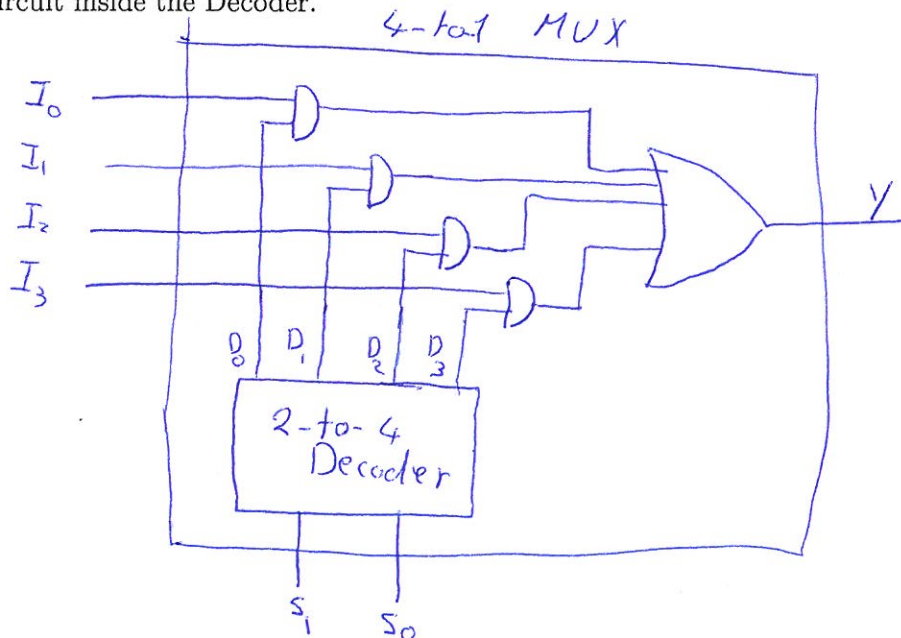 ircuit inside the Decoder.
4-to-1 MUX
I0
I1
I2
I3
Y
D0 D1 D2 D3
2-to-4
Decoder
S1 S0